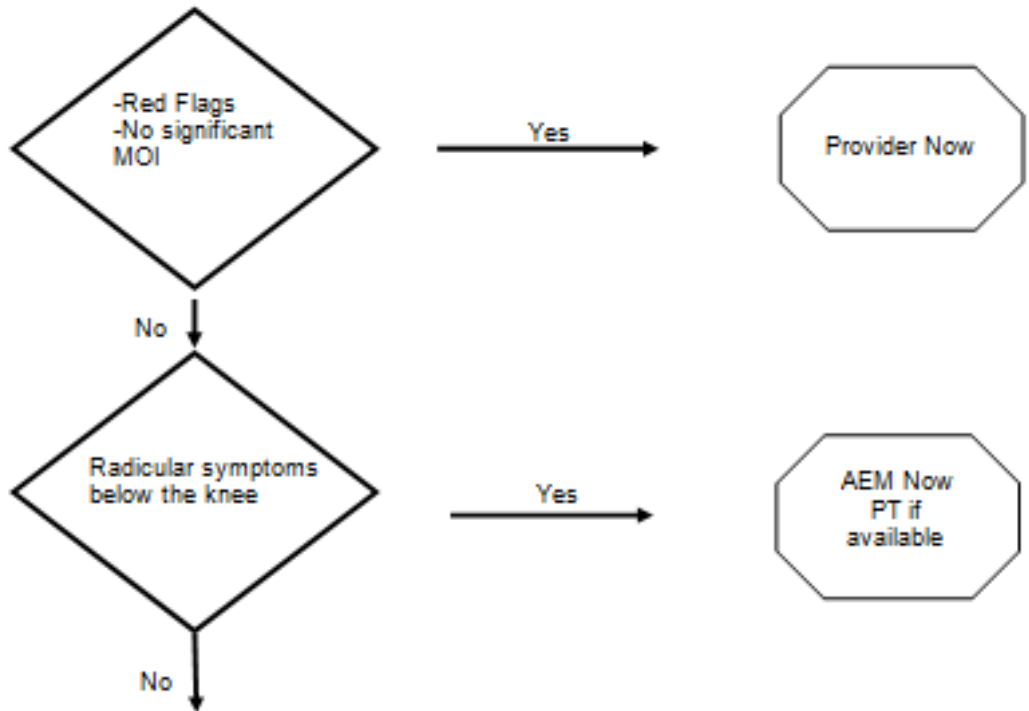 -Red Flags
-No significant
MOI
Yes
Provider Now
No
Radicular symptoms
below the knee
Yes
AEM Now
PT if
available
No